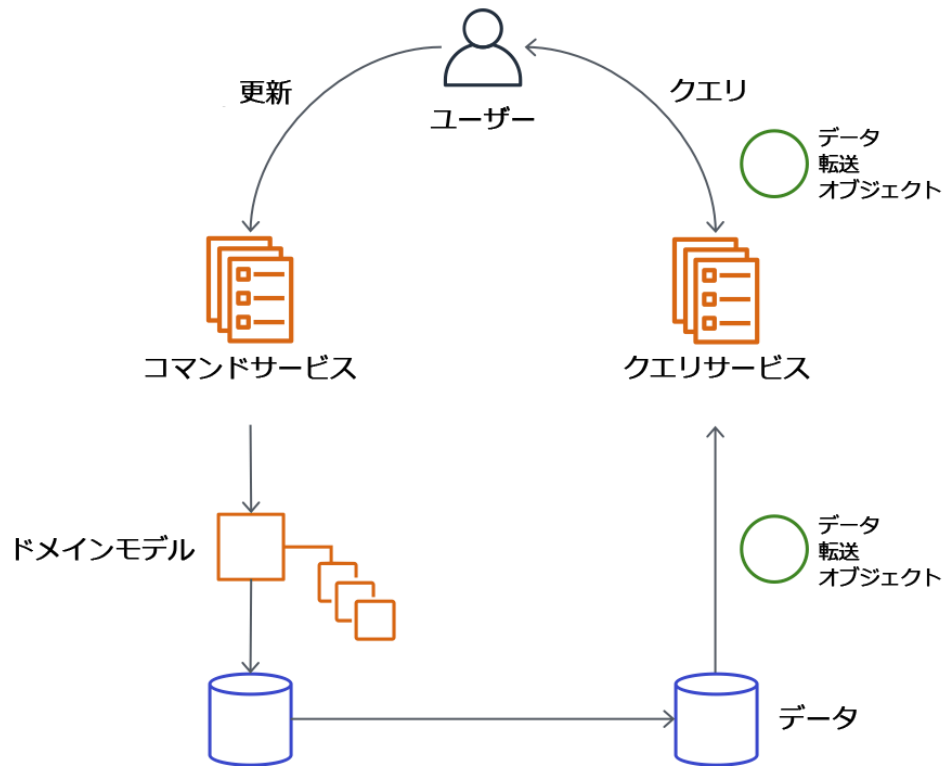 更新
クエリ
ユーザー
データ
転送
オブジェクト
コマンドサービス
クエリサービス
ドメインモデル
データ
転送
オブジェクト
データ